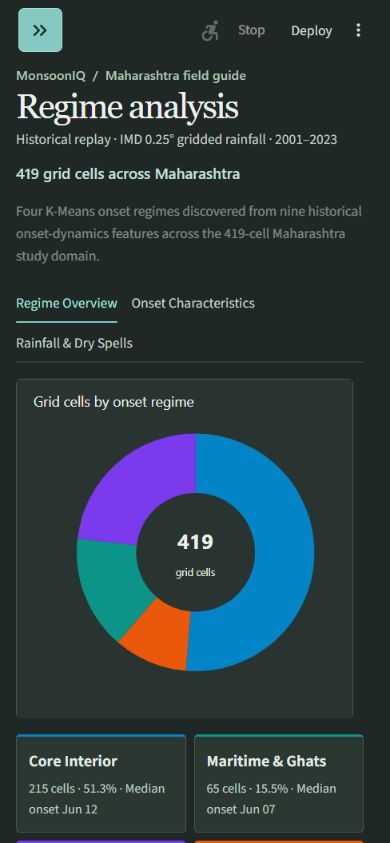 Stop
Deploy
MonsoonIQ / Maharashtra field guide
Regime analysis
Historical replay · IMD 0.25° gridded rainfall · 2001–2023
419 grid cells across Maharashtra
Four K-Means onset regimes discovered from nine historical
onset-dynamics features across the 419-cell Maharashtra
study domain.
Regime Overview
Onset Characteristics
Rainfall & Dry Spells
Grid cells by onset regime
419
grid cells
Core Interior
215 cells · 51.3% · Median
onset Jun 12
Maritime & Ghats
65 cells · 15.5% · Median
onset Jun 07